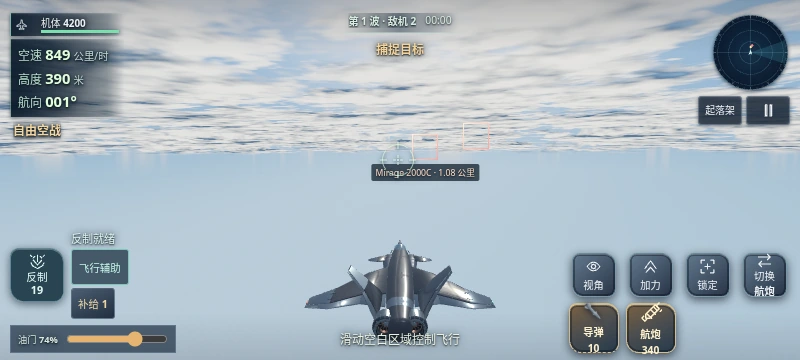 机体 4200
空速 849 公里/时
高度 390 米
航向 001°
自由空战
第 1 波 · 敌机 2 00:00
捕捉目标
起落架
Mirage 2000C · 1.08 公里
反制就绪
反制
19
飞行辅助
补给 1
油门 74%
滑动空白区域控制飞行
视角
加力
锁定
切换
航炮
导弹
10
航炮
340